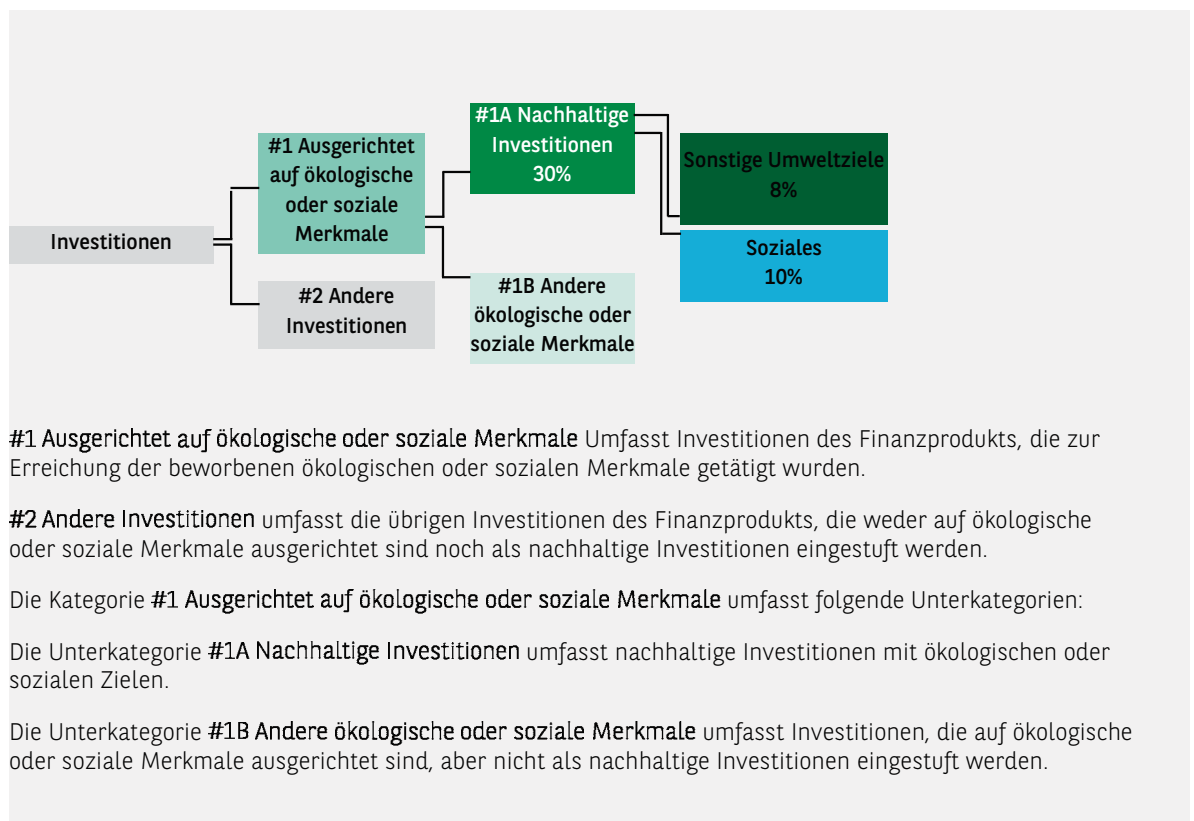 #1A Nachhaltige
Investitionen
30%
#1 Ausgerichtet
auf ökologische
oder soziale
Merkmale
Sonstige Umweltziele
8%
Investitionen
Soziales
10%
#2 Andere
Investitionen
#1B Andere
ökologische oder
soziale Merkmale
#1 Ausgerichtet auf ökologische oder soziale Merkmale Umfasst Investitionen des Finanzprodukts, die zur
Erreichung der beworbenen ökologischen oder sozialen Merkmale getätigt wurden.
#2 Andere Investitionen umfasst die übrigen Investitionen des Finanzprodukts, die weder auf ökologische
oder soziale Merkmale ausgerichtet sind noch als nachhaltige Investitionen eingestuft werden.
Die Kategorie #1 Ausgerichtet auf ökologische oder soziale Merkmale umfasst folgende Unterkategorien:
Die Unterkategorie #1A Nachhaltige Investitionen umfasst nachhaltige Investitionen mit ökologischen oder
sozialen Zielen.
Die Unterkategorie #1B Andere ökologische oder soziale Merkmale umfasst Investitionen, die auf ökologische
oder soziale Merkmale ausgerichtet sind, aber nicht als nachhaltige Investitionen eingestuft werden.